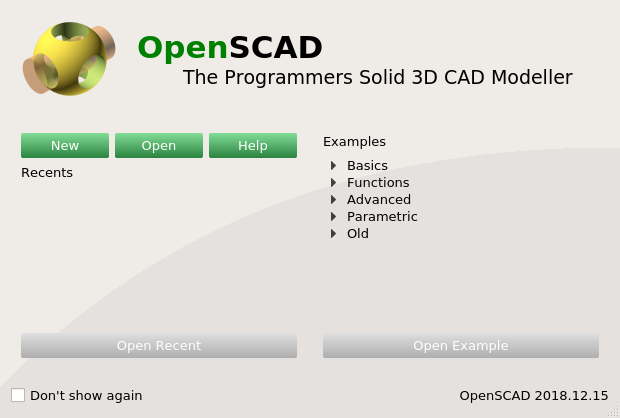 OpenSCAD
The Programmers Solid 3D CAD Modeller
New Open Help
Recents
Examples
Basics
Functions
Advanced
Parametric
Old
Open Recent
Open Example
Don't show again
OpenSCAD 2018.12.15